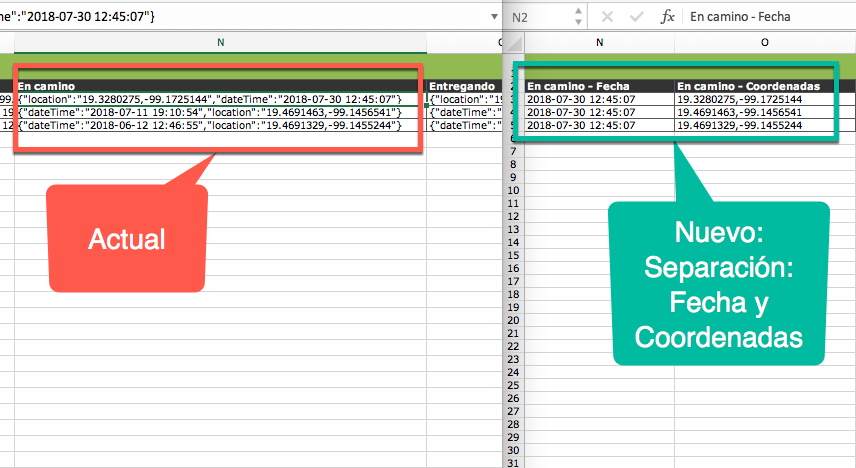 me":"2018-07-30 12:45:07"}
N
En camino
Entregando
{"location":"19.3280275,-99.1725144","dateTime":"2018-07-30 12:45:07"}
{"location":"19.
19
{"dateTime":"2018-07-11 19:10:54","location":"19.4691463,-99.1456541"}
{"dateTime":"
12
{"dateTime":"2018-06-12 12:46:55","location":"19.4691329,-99.1455244"}
{"dateTime":"
Actual
N2
fx
En camino - Fecha
N
O
En camino - Fecha
En camino - Coordenadas
2018-07-30 12:45:07
19.3280275,-99.1725144
2018-07-30 12:45:07
19.4691463,-99.1456541
2018-07-30 12:45:07
19.4691329,-99.1455244
7
8
9
10
11
12
13
14
15
16
17
18
19
20
21
22
23
24
25
26
27
28
29
30
31
Nuevo:
Separación:
Fecha y
Coordenadas